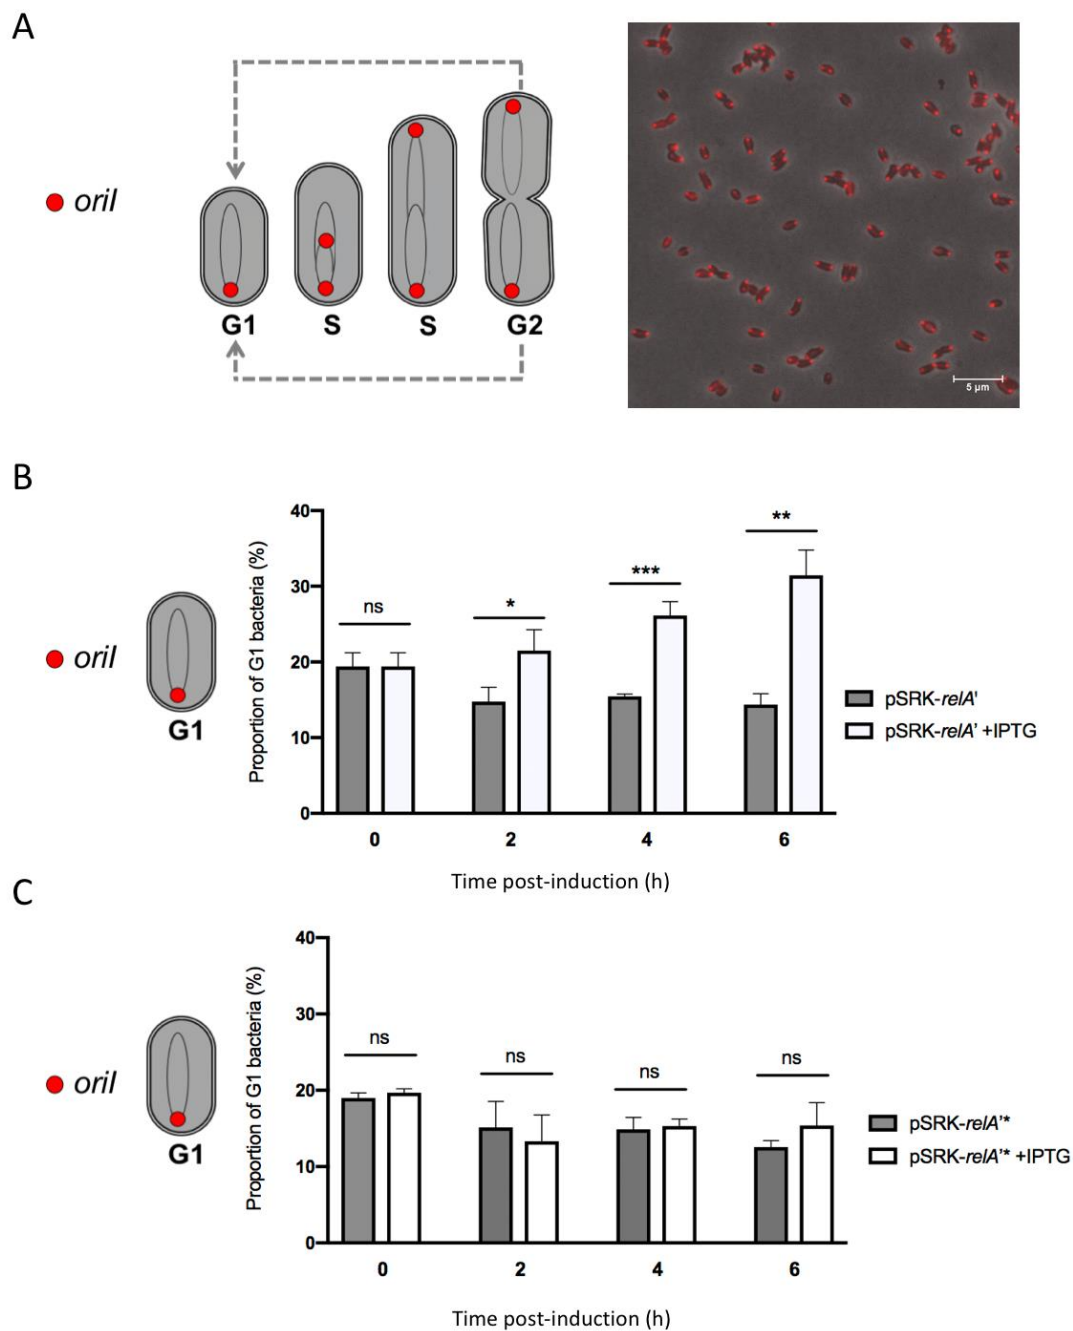 A
oriI
G1 S S G2
5 µm
B
oriI
G1
Proportion of G1 bacteria (%)
40
30
20
10
0
ns
*
***
**
0 2 4 6
Time post-induction (h)
pSRK-relA'
pSRK-relA' +IPTG
C
oriI
G1
Proportion of G1 bacteria (%)
40
30
20
10
0
ns
ns
ns
ns
0 2 4 6
Time post-induction (h)
pSRK-relA'*
pSRK-relA'* +IPTG